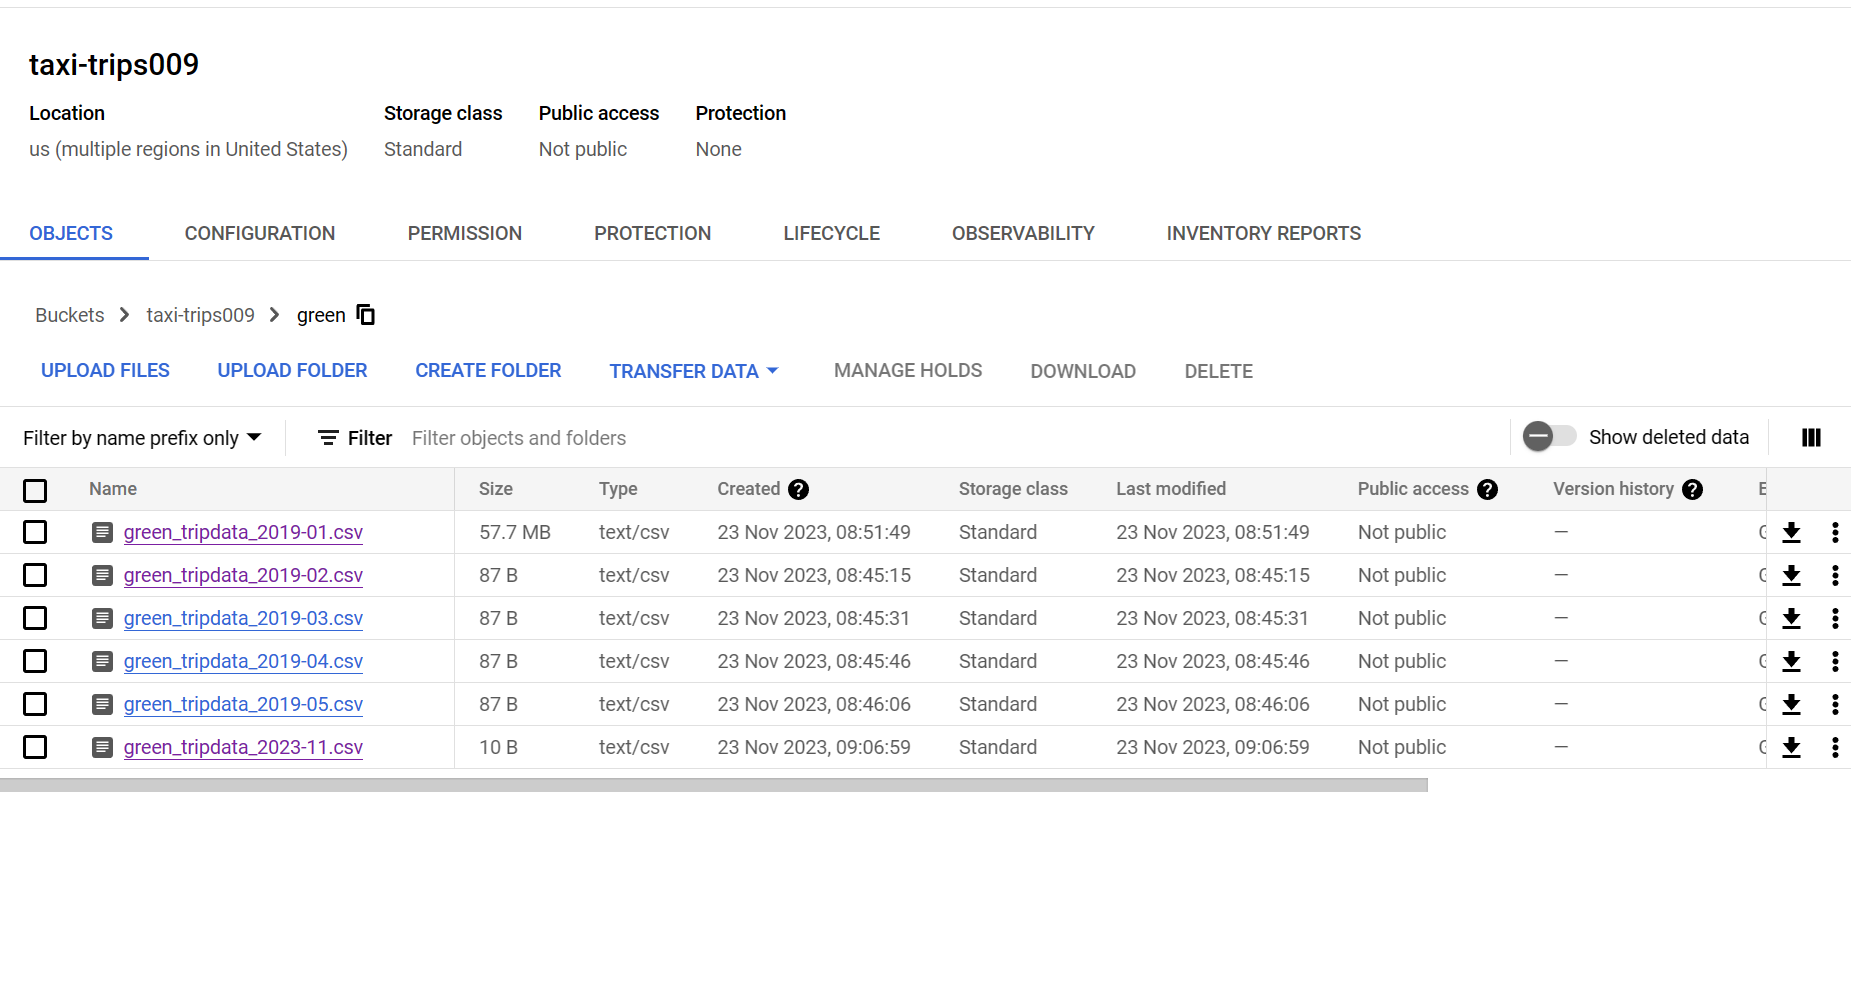 taxi-trips009
Location Storage class Public access Protection
us (multiple regions in United States) Standard Not public None
OBJECTS CONFIGURATION PERMISSION PROTECTION LIFECYCLE OBSERVABILITY INVENTORY REPORTS
Buckets > taxi-trips009 > green
UPLOAD FILES UPLOAD FOLDER CREATE FOLDER TRANSFER DATA MANAGE HOLDS DOWNLOAD DELETE
Filter by name prefix only Filter Filter objects and folders Show deleted data
Name Size Type Created Storage class Last modified Public access Version history
green_tripdata_2019-01.csv 57.7 MB text/csv 23 Nov 2023, 08:51:49 Standard 23 Nov 2023, 08:51:49 Not public —
green_tripdata_2019-02.csv 87 B text/csv 23 Nov 2023, 08:45:15 Standard 23 Nov 2023, 08:45:15 Not public —
green_tripdata_2019-03.csv 87 B text/csv 23 Nov 2023, 08:45:31 Standard 23 Nov 2023, 08:45:31 Not public —
green_tripdata_2019-04.csv 87 B text/csv 23 Nov 2023, 08:45:46 Standard 23 Nov 2023, 08:45:46 Not public —
green_tripdata_2019-05.csv 87 B text/csv 23 Nov 2023, 08:46:06 Standard 23 Nov 2023, 08:46:06 Not public —
green_tripdata_2023-11.csv 10 B text/csv 23 Nov 2023, 09:06:59 Standard 23 Nov 2023, 09:06:59 Not public —